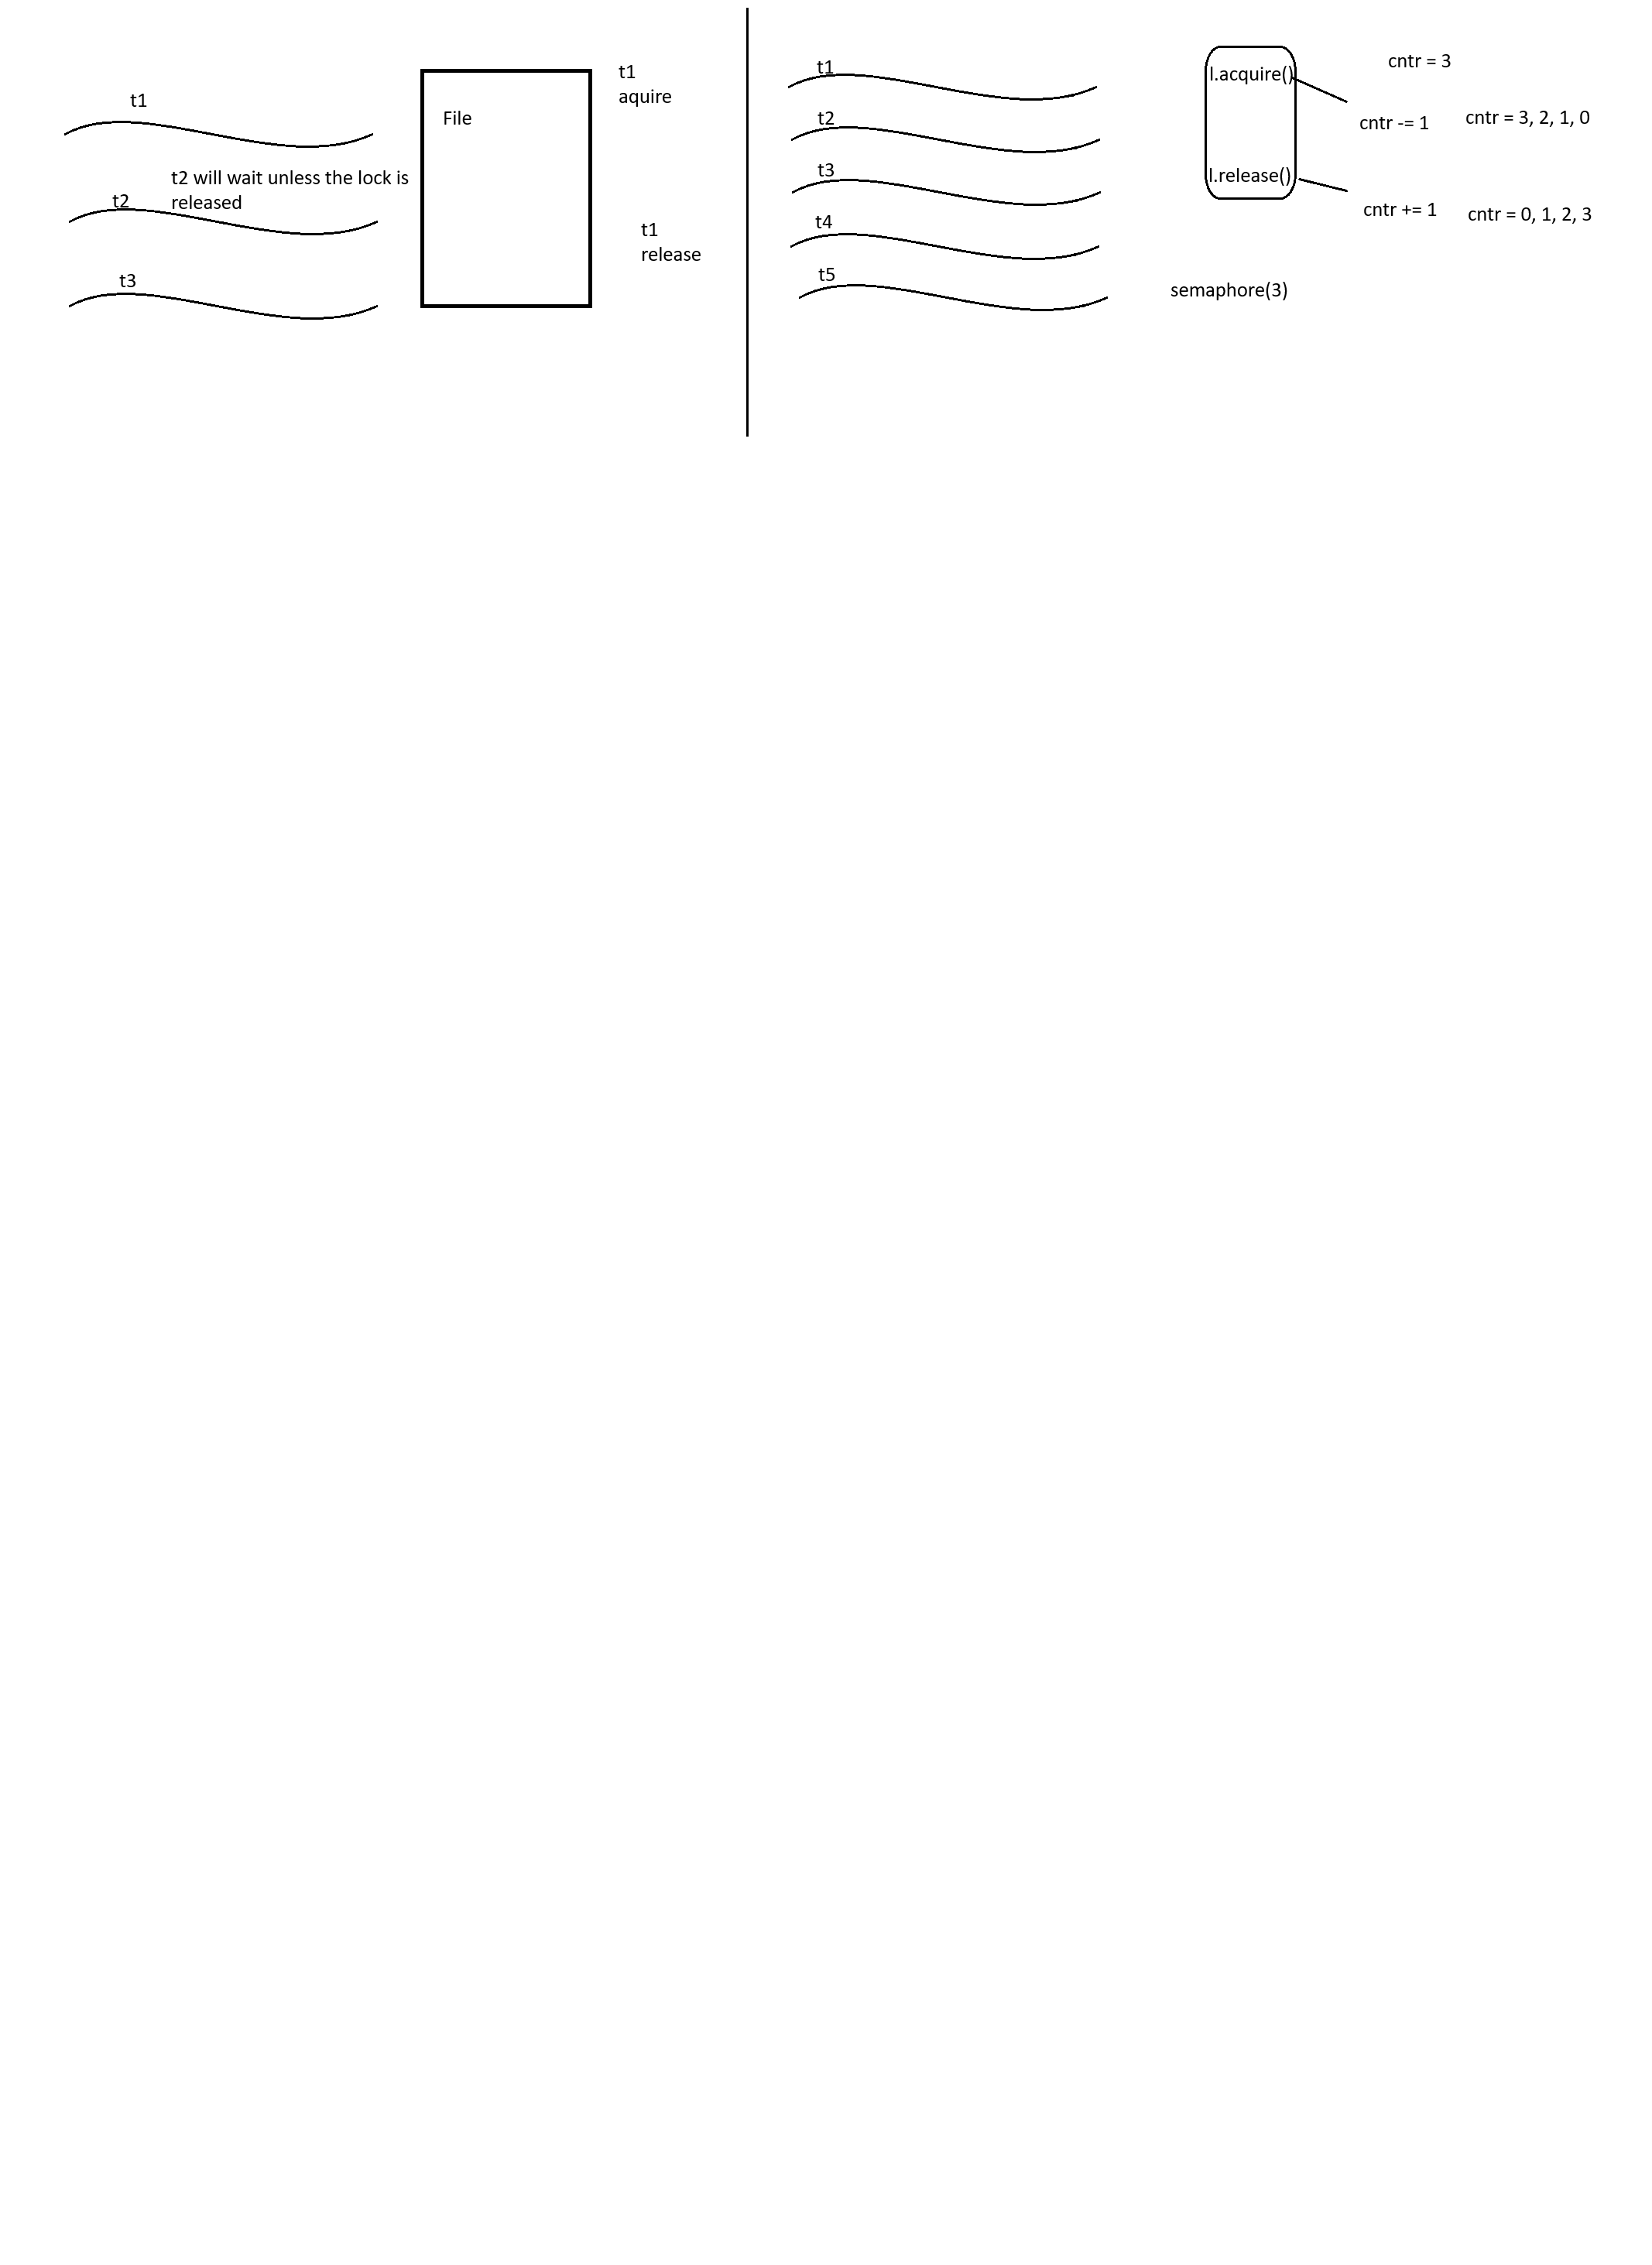 t1
t2 will wait unless the lock is
released
t2
t3
File
t1
aquire
t1
release
t1
t2
t3
t4
t5
l.acquire()
l.release()
semaphore(3)
cntr = 3
cntr -= 1
cntr = 3, 2, 1, 0
cntr += 1
cntr = 0, 1, 2, 3